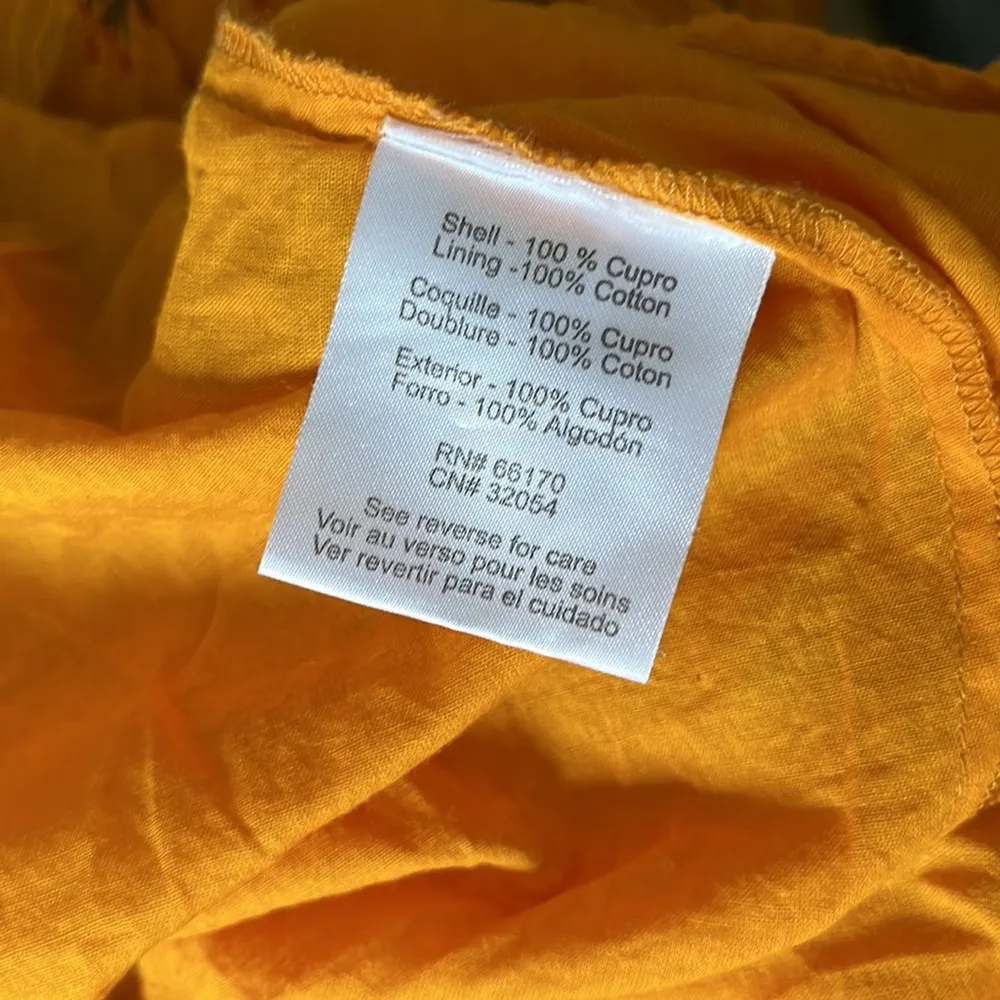 Shell - 100 % Cupro
Lining -100% Cotton
Coquille - 100% Cupro
Doublure - 100% Coton
Exterior - 100% Cupro
Forro - 100% Algodón
RN# 66170
CN# 32054
See reverse for care
Voir au verso pour les soins
Ver revertir para el cuidado